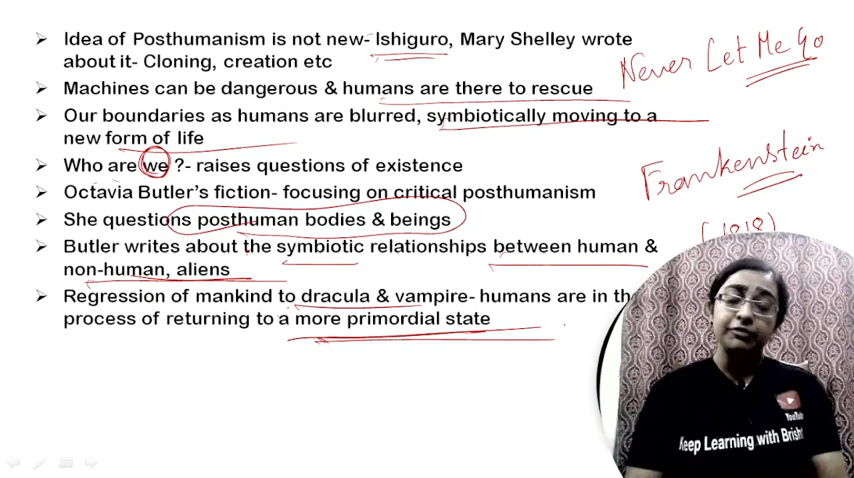 ➢ Idea of Posthumanism is not new- Ishiguro, Mary Shelley wrote
about it- Cloning, creation etc
Never Let Me Go
➢ Machines can be dangerous & humans are there to rescue
➢ Our boundaries as humans are blurred, symbiotically moving to a
new form of life
➢ Who are we ?- raises questions of existence
Frankenstein
➢ Octavia Butler's fiction- focusing on critical posthumanism
➢ She questions posthuman bodies & beings
(1818)
➢ Butler writes about the symbiotic relationships between human &
non-human, aliens
➢ Regression of mankind to dracula & vampire- humans are in th
process of returning to a more primordial state
YouTube
Keep Learning with Brish